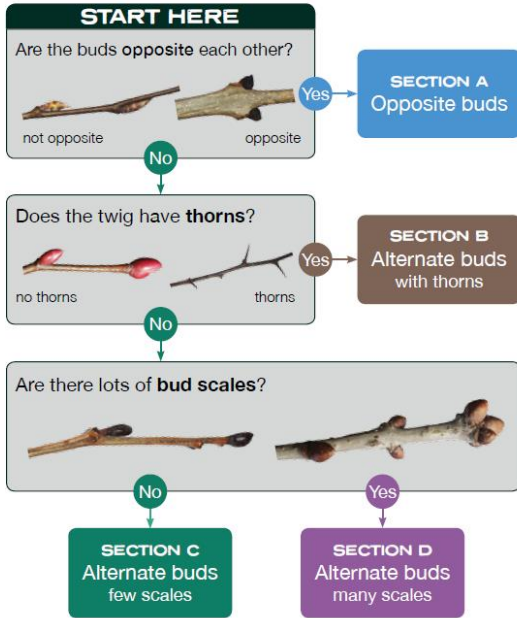 START HERE
Are the buds opposite each other?
not opposite
opposite
Yes
SECTION A
Opposite buds
No
Does the twig have thorns?
no thorns
thorns
Yes
SECTION B
Alternate buds
with thorns
No
Are there lots of bud scales?
No
Yes
SECTION C
Alternate buds
few scales
SECTION D
Alternate buds
many scales